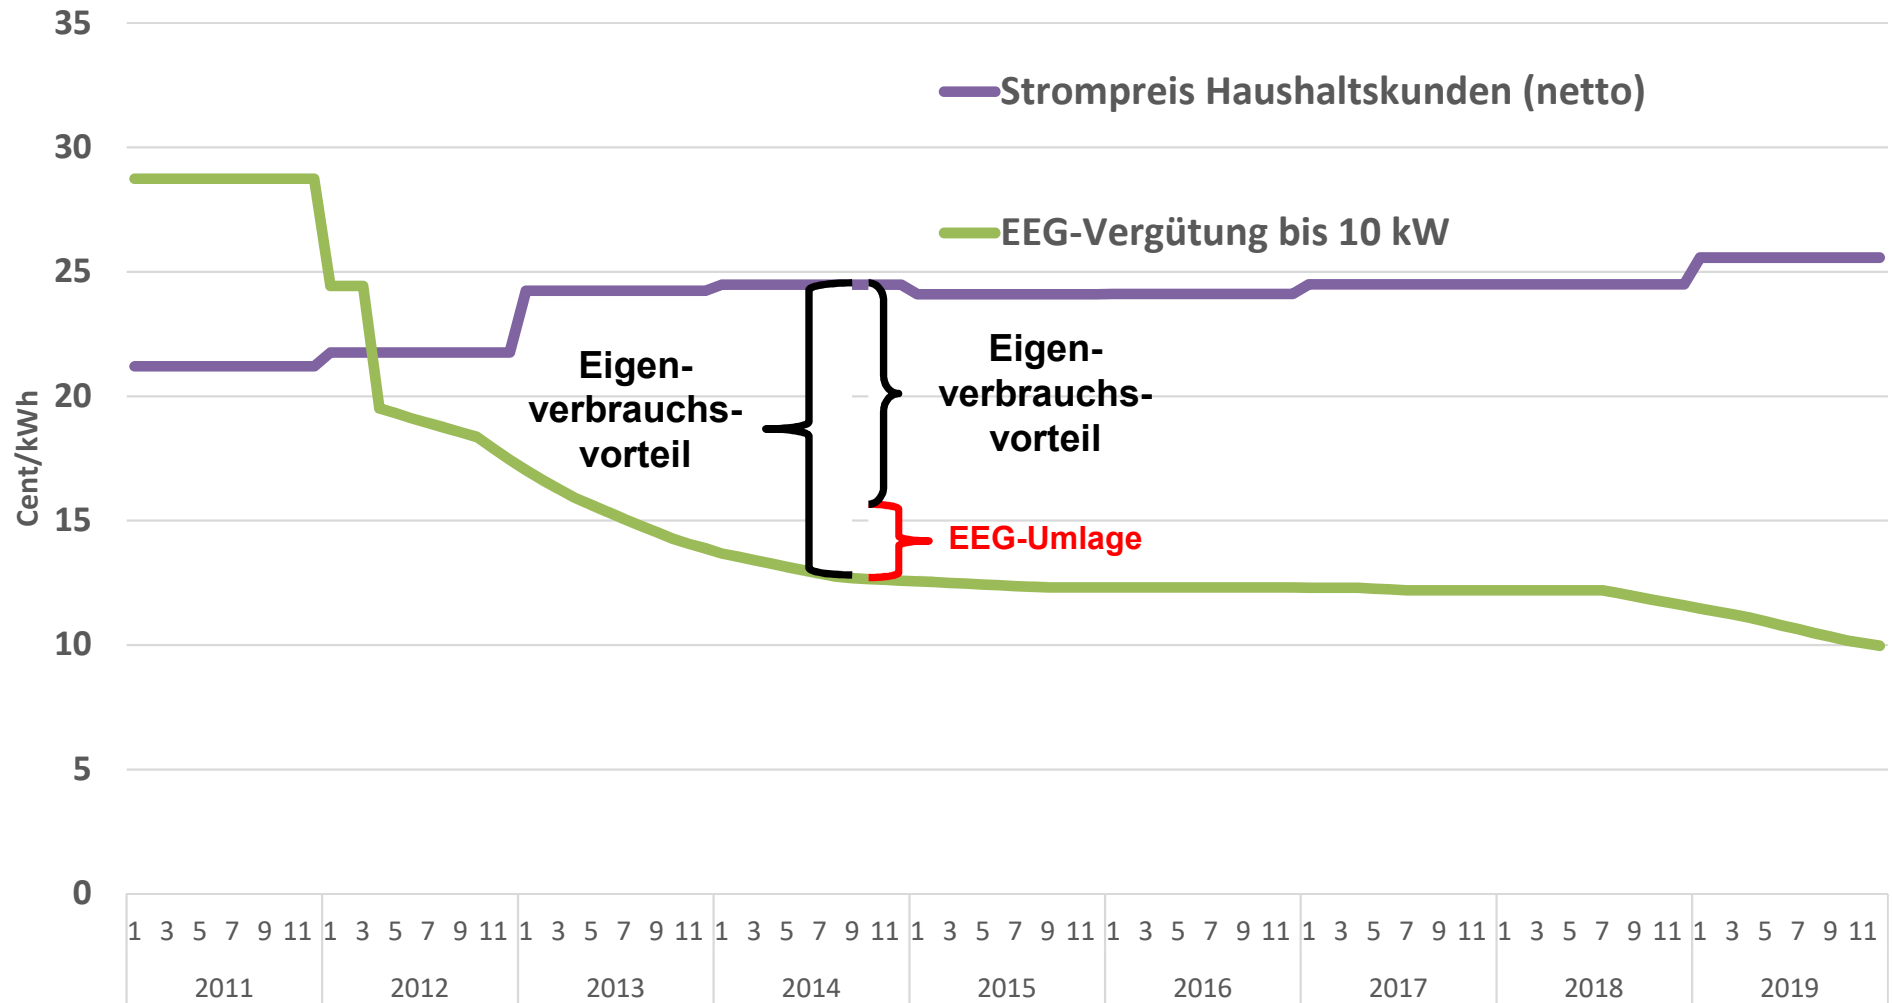 35
Strompreis Haushaltskunden (netto)
30
EEG-Vergütung bis 10 kW
25
Eigen-
verbrauchs-
vorteil
Eigen-
verbrauchs-
vorteil
20
Cent/kWh
15
EEG-Umlage
10
5
0
1 3 5 7 9 11 1 3 5 7 9 11 1 3 5 7 9 11 1 3 5 7 9 11 1 3 5 7 9 11 1 3 5 7 9 11 1 3 5 7 9 11 1 3 5 7 9 11 1 3 5 7 9 11
2011 2012 2013 2014 2015 2016 2017 2018 2019